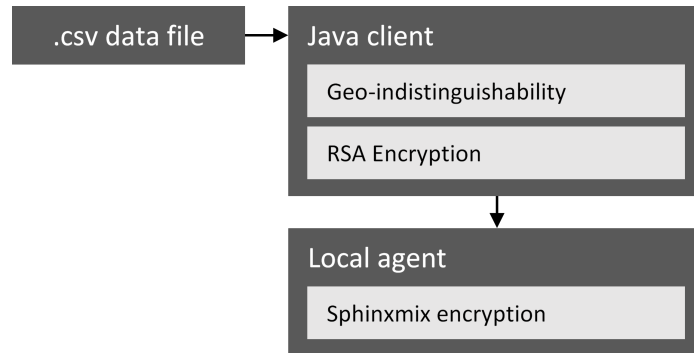 .csv data file
Java client
Geo-indistinguishability
RSA Encryption
Local agent
Sphinxmix encryption